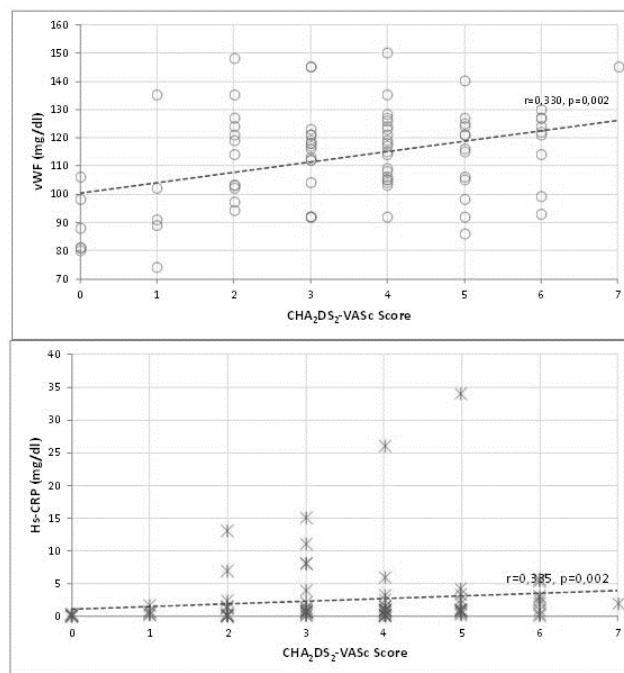 160
150
140
130
120
110
100
90
80
70
vWF (mg/dl)
r=0,330, p=0,002
0 1 2 3 4 5 6 7
CHA₂DS₂-VASc Score
40
35
30
25
20
15
10
5
0
Hs-CRP (mg/dl)
r=0,335, p=0,002
0 1 2 3 4 5 6 7
CHA₂DS₂-VASc Score